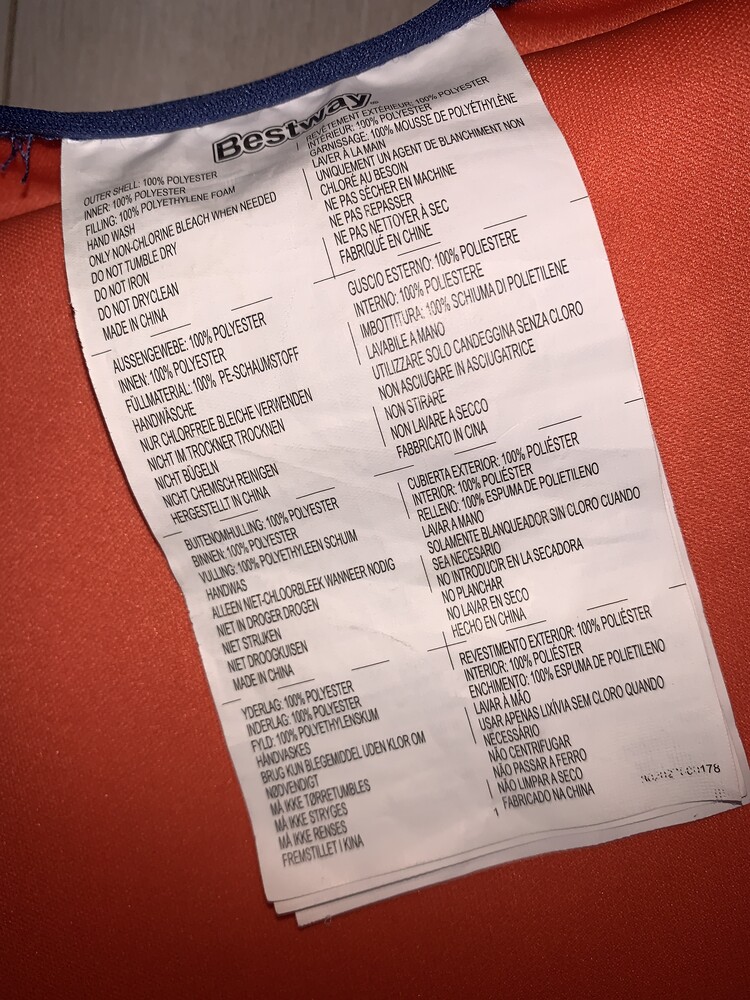 Bestway
OUTER SHELL: 100% POLYESTER
INNER: 100% POLYESTER
FILLING: 100% POLYETHYLENE FOAM
HAND WASH
ONLY NON-CHLORINE BLEACH WHEN NEEDED
DO NOT TUMBLE DRY
DO NOT IRON
DO NOT DRYCLEAN
MADE IN CHINA
REVÊTEMENT EXTÉRIEUR: 100% POLYESTER
INTÉRIEUR: 100% POLYESTER
GARNISSAGE: 100% MOUSSE DE POLYÉTHYLÈNE
LAVER À LA MAIN
UNIQUEMENT UN AGENT DE BLANCHIMENT NON
CHLORÉ AU BESOIN
NE PAS SÉCHER EN MACHINE
NE PAS REPASSER
NE PAS NETTOYER À SEC
FABRIQUÉ EN CHINE
AUSSENGEWEBE: 100% POLYESTER
INNEN: 100% POLYESTER
FÜLLMATERIAL: 100% PE-SCHAUMSTOFF
HANDWÄSCHE
NUR CHLORFREIE BLEICHE VERWENDEN
NICHT IM TROCKNER TROCKNEN
NICHT BÜGELN
NICHT CHEMISCH REINIGEN
HERGESTELLT IN CHINA
GUSCIO ESTERNO: 100% POLIESTERE
INTERNO: 100% POLIESTERE
IMBOTTITURA: 100% SCHIUMA DI POLIETILENE
LAVABILE A MANO
UTILIZZARE SOLO CANDEGGINA SENZA CLORO
NON ASCIUGARE IN ASCIUGATRICE
NON STIRARE
NON LAVARE A SECCO
FABBRICATO IN CINA
BUITENOMHULLING: 100% POLYESTER
BINNEN: 100% POLYESTER
VULLING: 100% POLYETHYLEEN SCHUIM
HANDWAS
ALLEEN NIET-CHLOORBLEEK WANNEER NODIG
NIET IN DROGER DROGEN
NIET STRIJKEN
NIET DROOGKUISEN
MADE IN CHINA
CUBIERTA EXTERIOR: 100% POLIÉSTER
INTERIOR: 100% POLIÉSTER
RELLENO: 100% ESPUMA DE POLIETILENO
LAVAR A MANO
SOLAMENTE BLANQUEADOR SIN CLORO CUANDO
SEA NECESARIO
NO INTRODUCIR EN LA SECADORA
NO PLANCHAR
NO LAVAR EN SECO
HECHO EN CHINA
YDERLAG: 100% POLYESTER
INDERLAG: 100% POLYESTER
FYLD: 100% POLYETHYLENSKUM
HÅNDVASKES
BRUG KUN BLEGEMIDDEL UDEN KLOR OM
NØDVENDIGT
MÅ IKKE TØRRETUMBLES
MÅ IKKE STRYGES
MÅ IKKE RENSES
FREMSTILLET I KINA
REVESTIMENTO EXTERIOR: 100% POLIÉSTER
INTERIOR: 100% POLIÉSTER
ENCHIMENTO: 100% ESPUMA DE POLIETILENO
LAVAR À MÃO
USAR APENAS LIXÍVIA SEM CLORO QUANDO
NECESSÁRIO
NÃO CENTRIFUGAR
NÃO PASSAR A FERRO
NÃO LIMPAR A SECO
FABRICADO NA CHINA
1